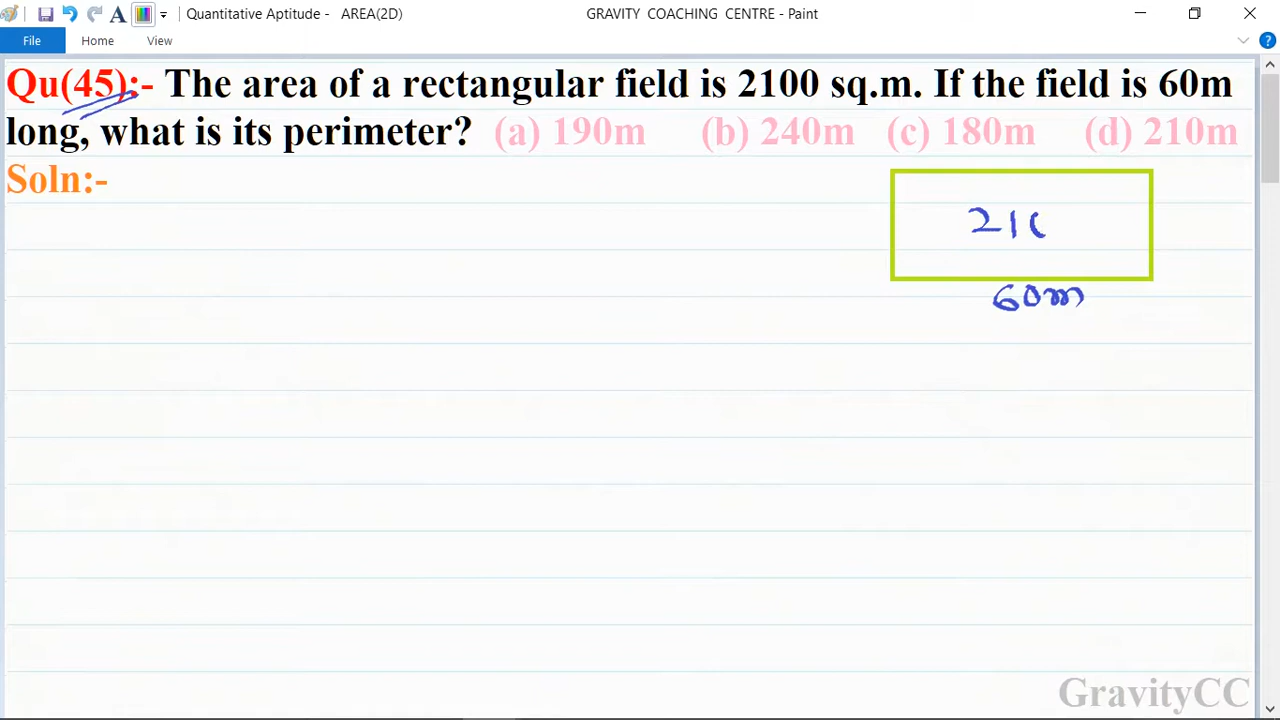 Quantitative Aptitude - AREA(2D) GRAVITY COACHING CENTRE - Paint
File Home View
Qu(45):- The area of a rectangular field is 2100 sq.m. If the field is 60m
long, what is its perimeter? (a) 190m (b) 240m (c) 180m (d) 210m
Soln:-
21
60m
GravityCC